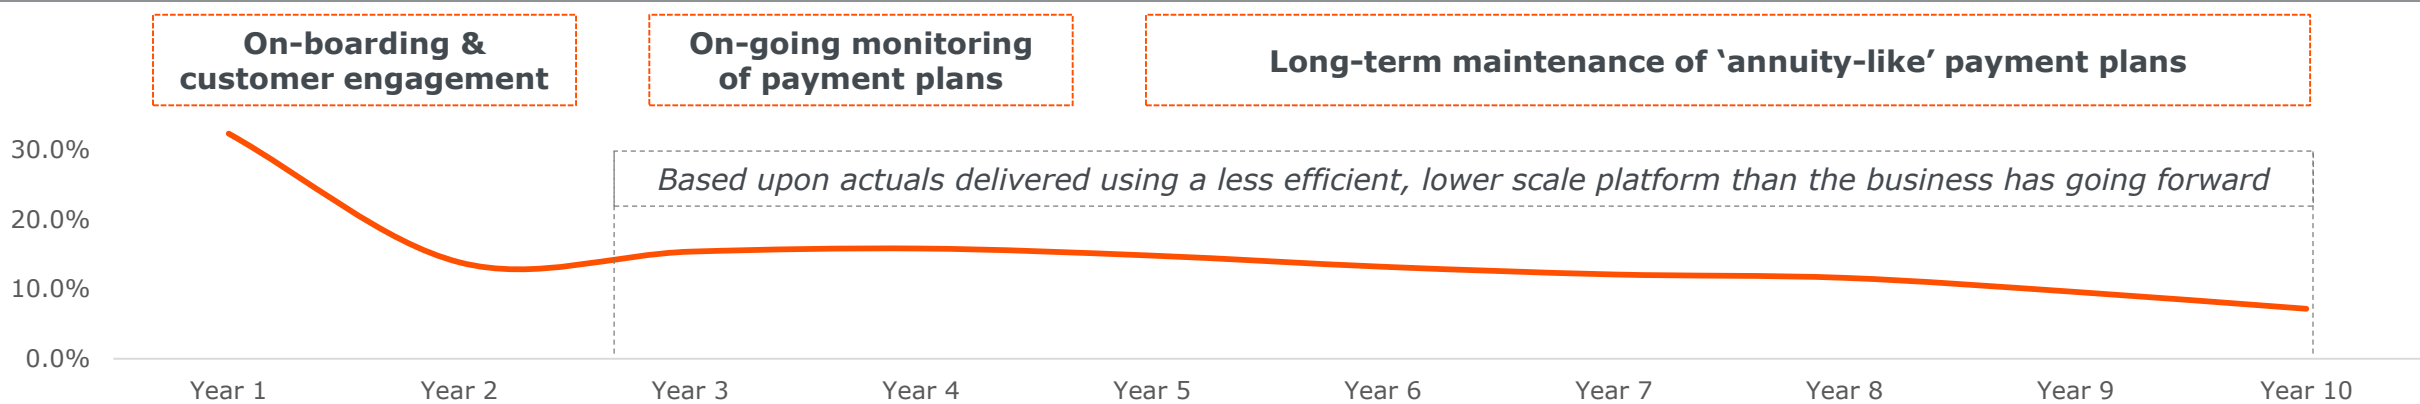 On-boarding &
customer engagement
On-going monitoring
of payment plans
Long-term maintenance of ‘annuity-like’ payment plans
30.0%
Based upon actuals delivered using a less efficient, lower scale platform than the business has going forward
20.0%
10.0%
0.0%
Year 1 Year 2 Year 3 Year 4 Year 5 Year 6 Year 7 Year 8 Year 9 Year 10